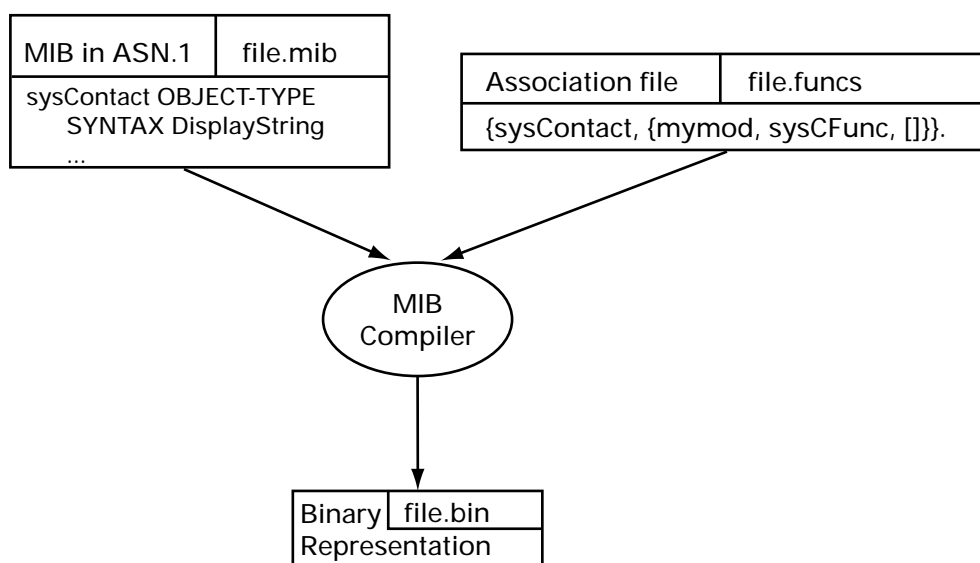 MIB in ASN.1 file.mib
sysContact OBJECT-TYPE
SYNTAX DisplayString
...
Association file file.funcs
{sysContact, {mymod, sysCFunc, []}}.
MIB
Compiler
Binary file.bin
Representation